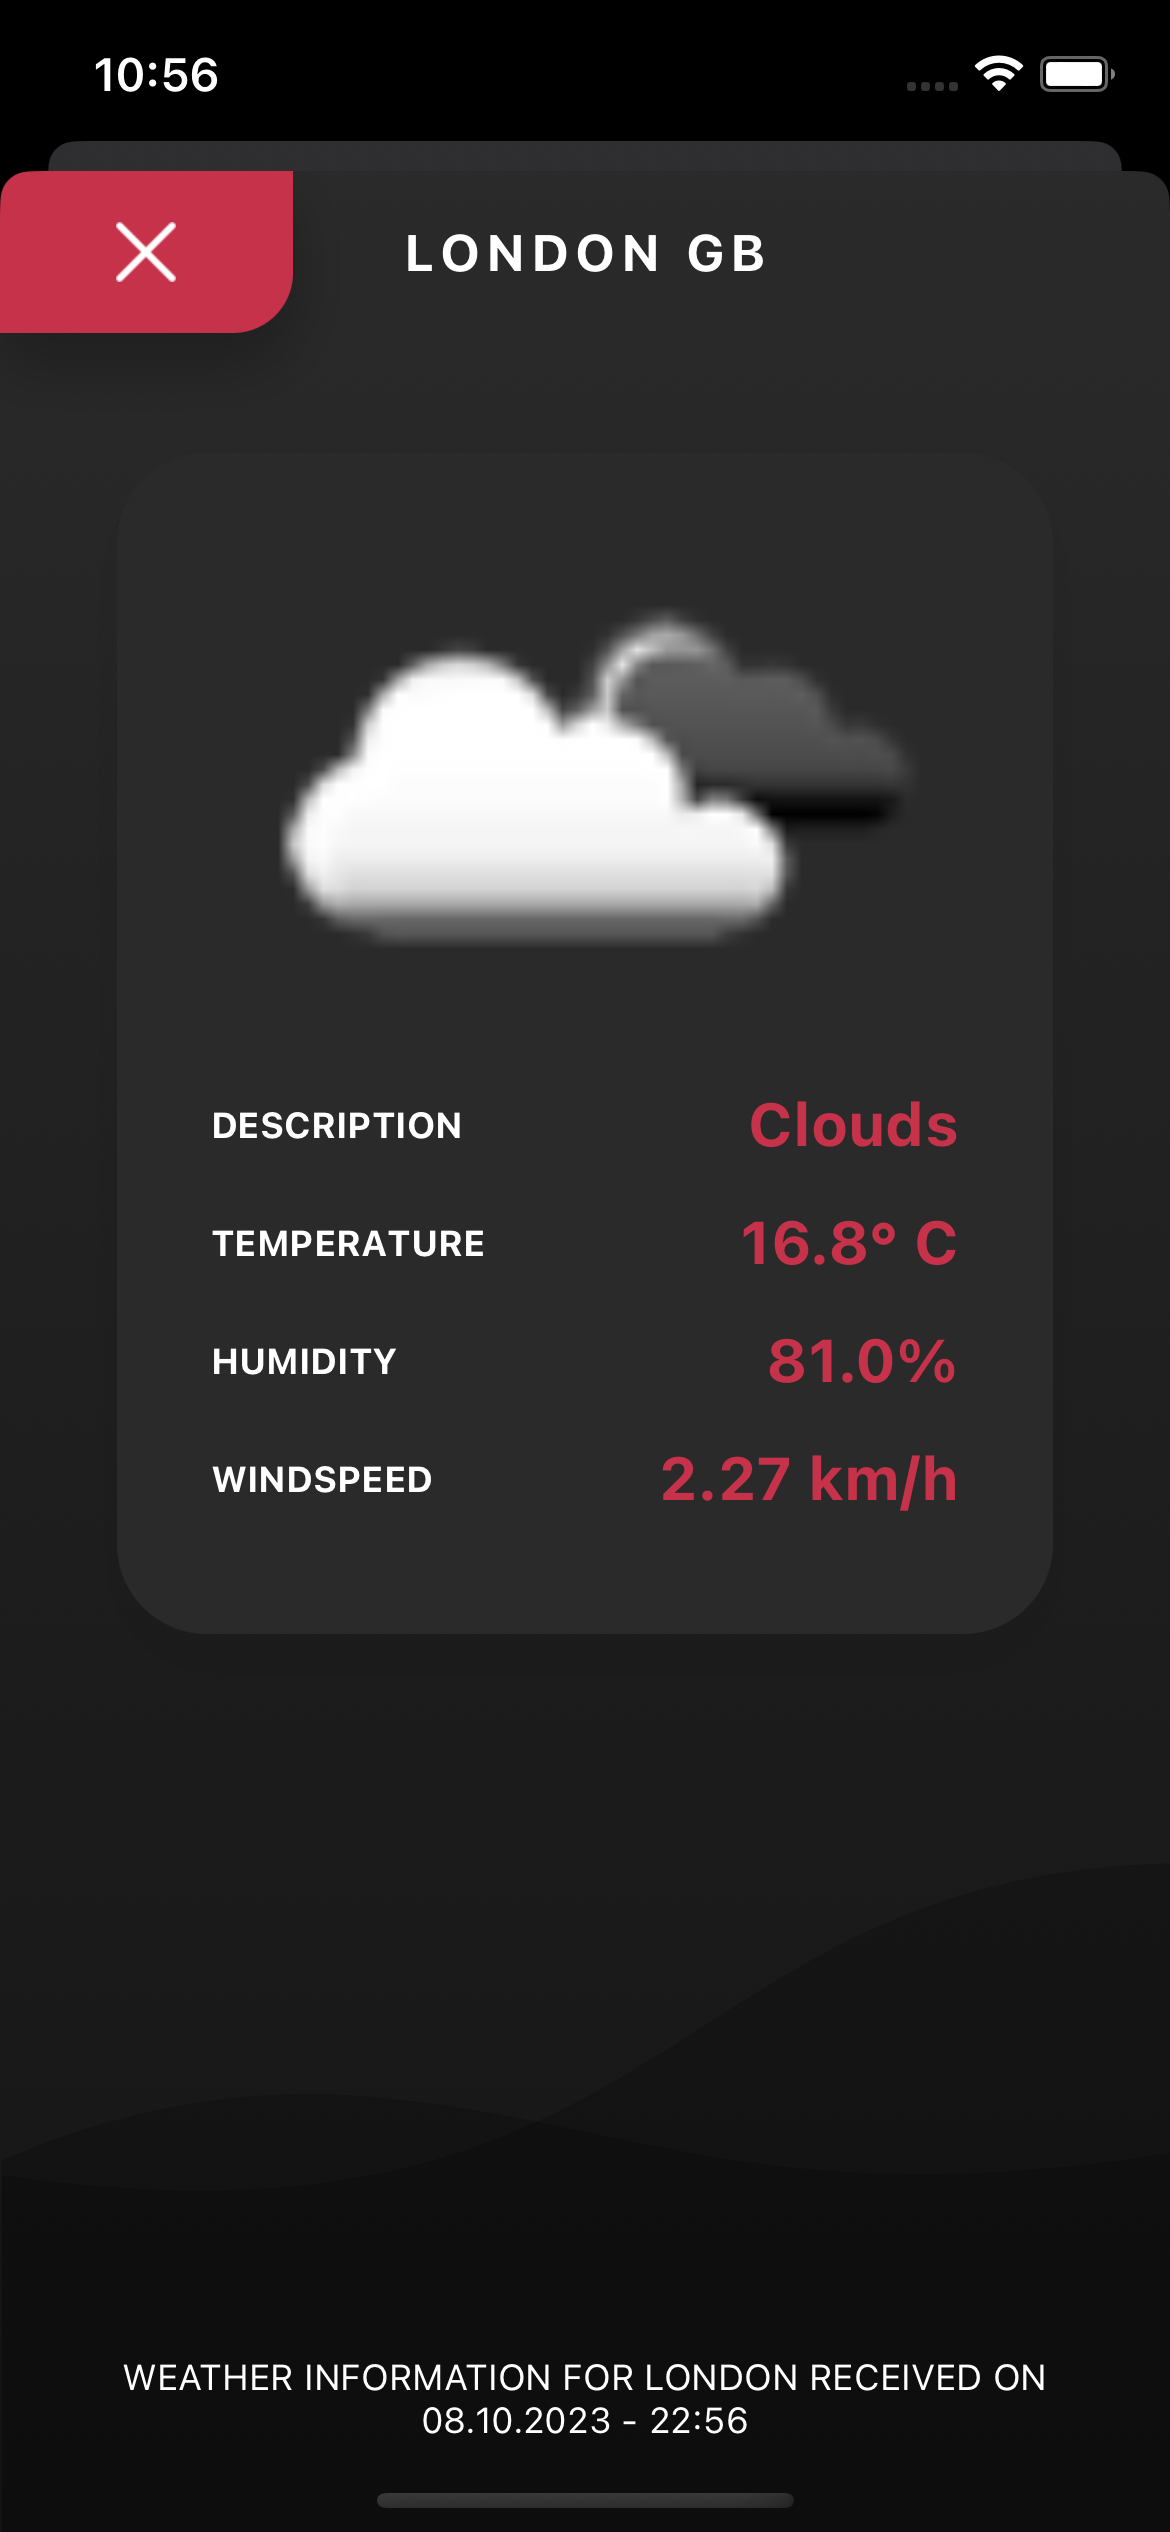 10:56
LONDON GB
DESCRIPTION Clouds
TEMPERATURE 16.8° C
HUMIDITY 81.0%
WINDSPEED 2.27 km/h
WEATHER INFORMATION FOR LONDON RECEIVED ON
08.10.2023 - 22:56